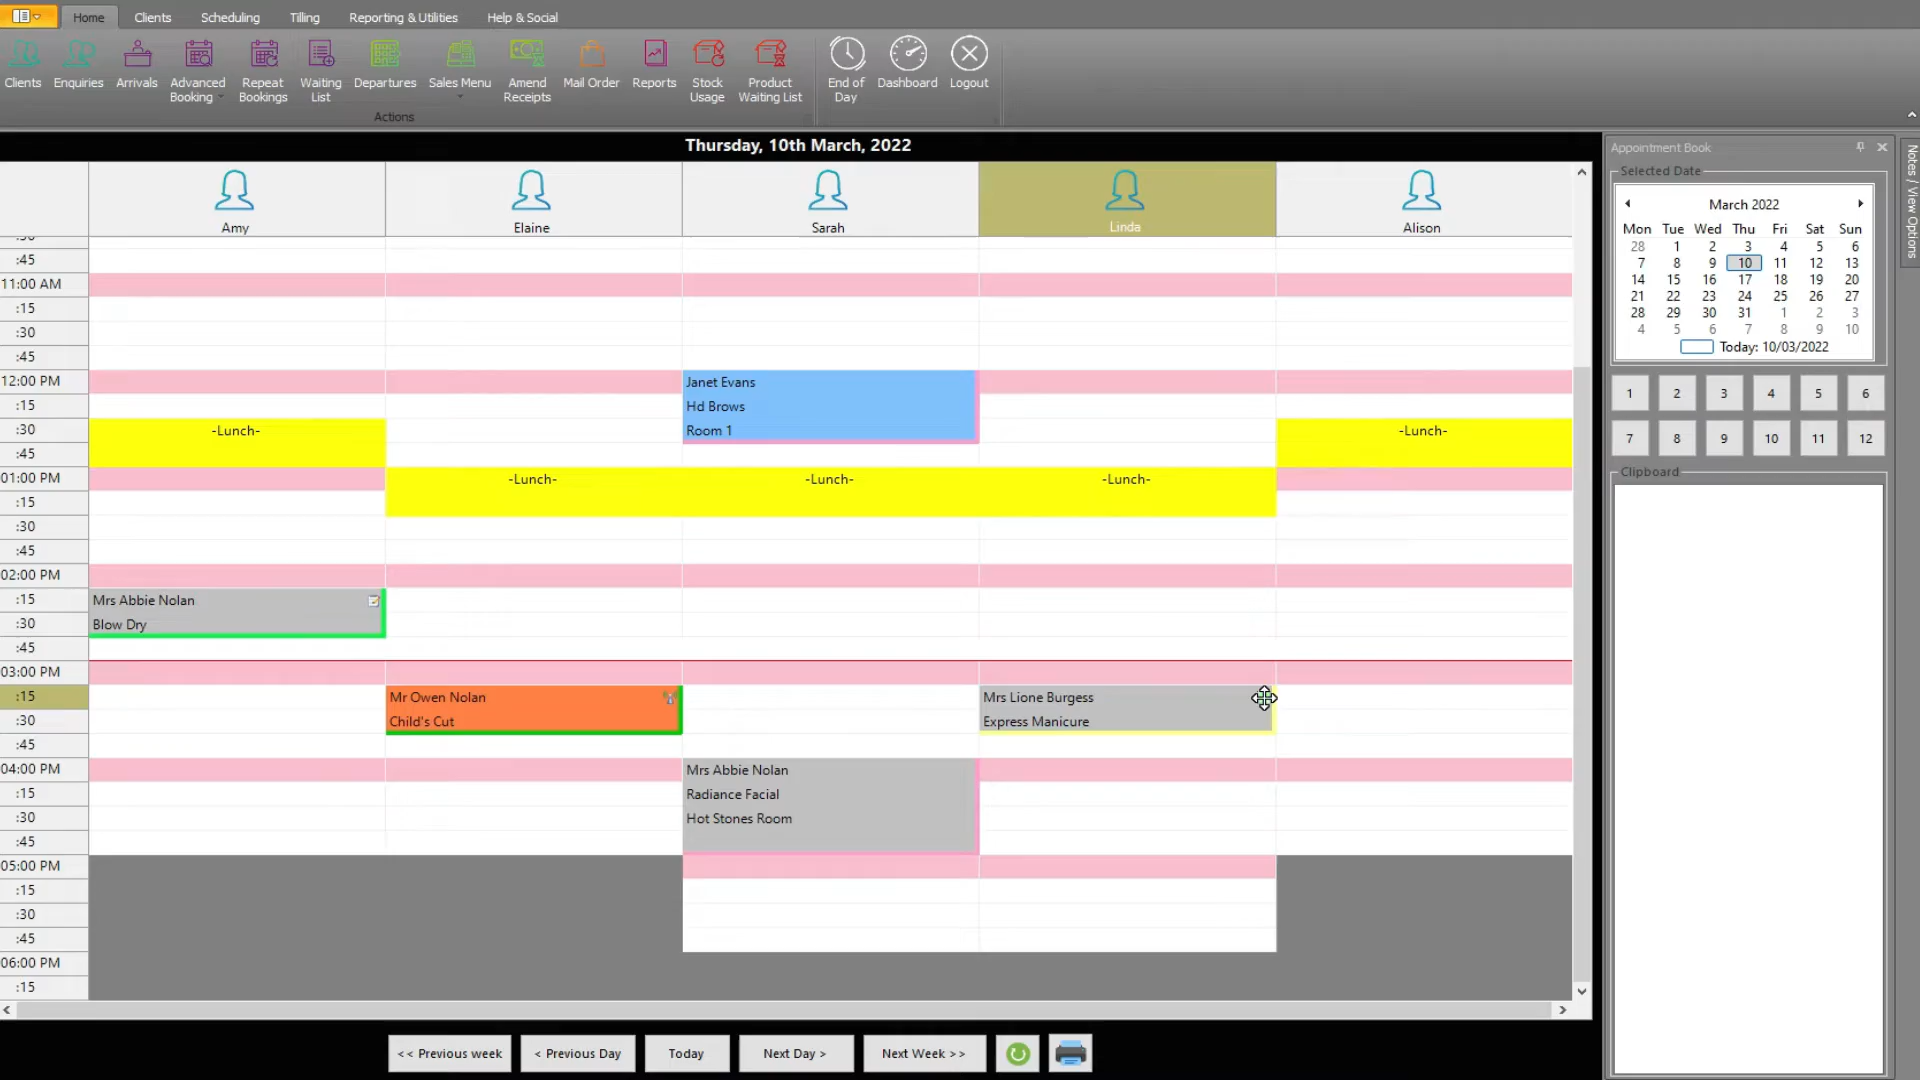 Home Clients Scheduling Tilling Reporting & Utilities Help & Social
Clients Enquiries Arrivals Advanced Booking Repeat Bookings Waiting List Departures Sales Menu Amend Receipts Mail Order Reports Stock Usage Product Waiting List End of Day Dashboard Logout
Actions
Thursday, 10th March, 2022
Amy Elaine Sarah Linda Alison
:45
11:00 AM
:15
:30
:45
12:00 PM
Janet Evans
:15
Hd Brows
:30
-Lunch-
Room 1
-Lunch-
:45
01:00 PM
-Lunch- -Lunch- -Lunch-
:15
:30
:45
02:00 PM
:15
Mrs Abbie Nolan
:30
Blow Dry
:45
03:00 PM
:15
Mr Owen Nolan
Mrs Lione Burgess
:30
Child's Cut
Express Manicure
:45
04:00 PM
Mrs Abbie Nolan
:15
Radiance Facial
:30
Hot Stones Room
:45
05:00 PM
:15
:30
:45
06:00 PM
:15
<< Previous week < Previous Day Today Next Day > Next Week >>
Appointment Book
Selected Date
March 2022
Mon Tue Wed Thu Fri Sat Sun
28 1 2 3 4 5 6
7 8 9 10 11 12 13
14 15 16 17 18 19 20
21 22 23 24 25 26 27
28 29 30 31 1 2 3
4 5 6 7 8 9 10
Today: 10/03/2022
1 2 3 4 5 6
7 8 9 10 11 12
Clipboard
Notes / View Options